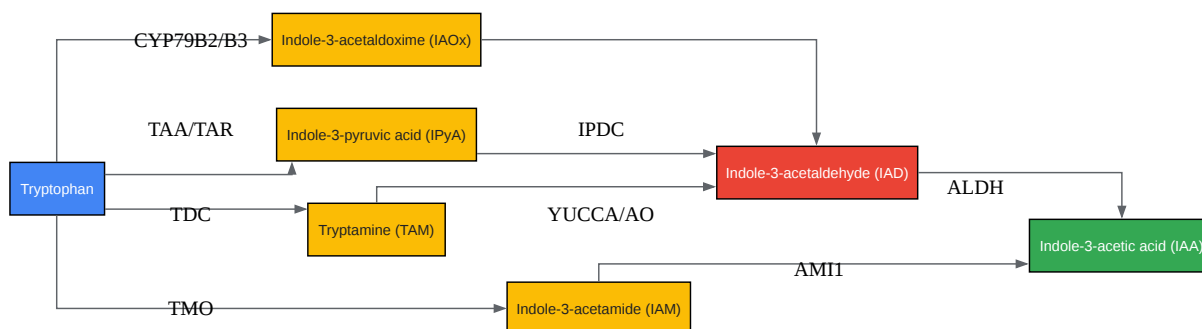 CYP79B2/B3
Indole-3-acetaldoxime (IAOx)
TAA/TAR
Indole-3-pyruvic acid (IPyA)
IPDC
Tryptophan
Indole-3-acetaldehyde (IAD)
ALDH
TDC
Tryptamine (TAM)
YUCCA/AO
Indole-3-acetic acid (IAA)
AMI1
TMO
Indole-3-acetamide (IAM)